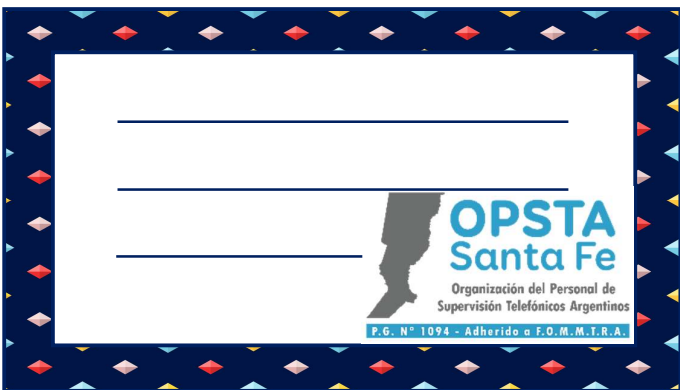 OPSTA
Santa Fe
Organización del Personal de
Supervisión Telefónicos Argentinos
P.G. N° 1094 - Adherido a F.O.M.M.T.R.A.